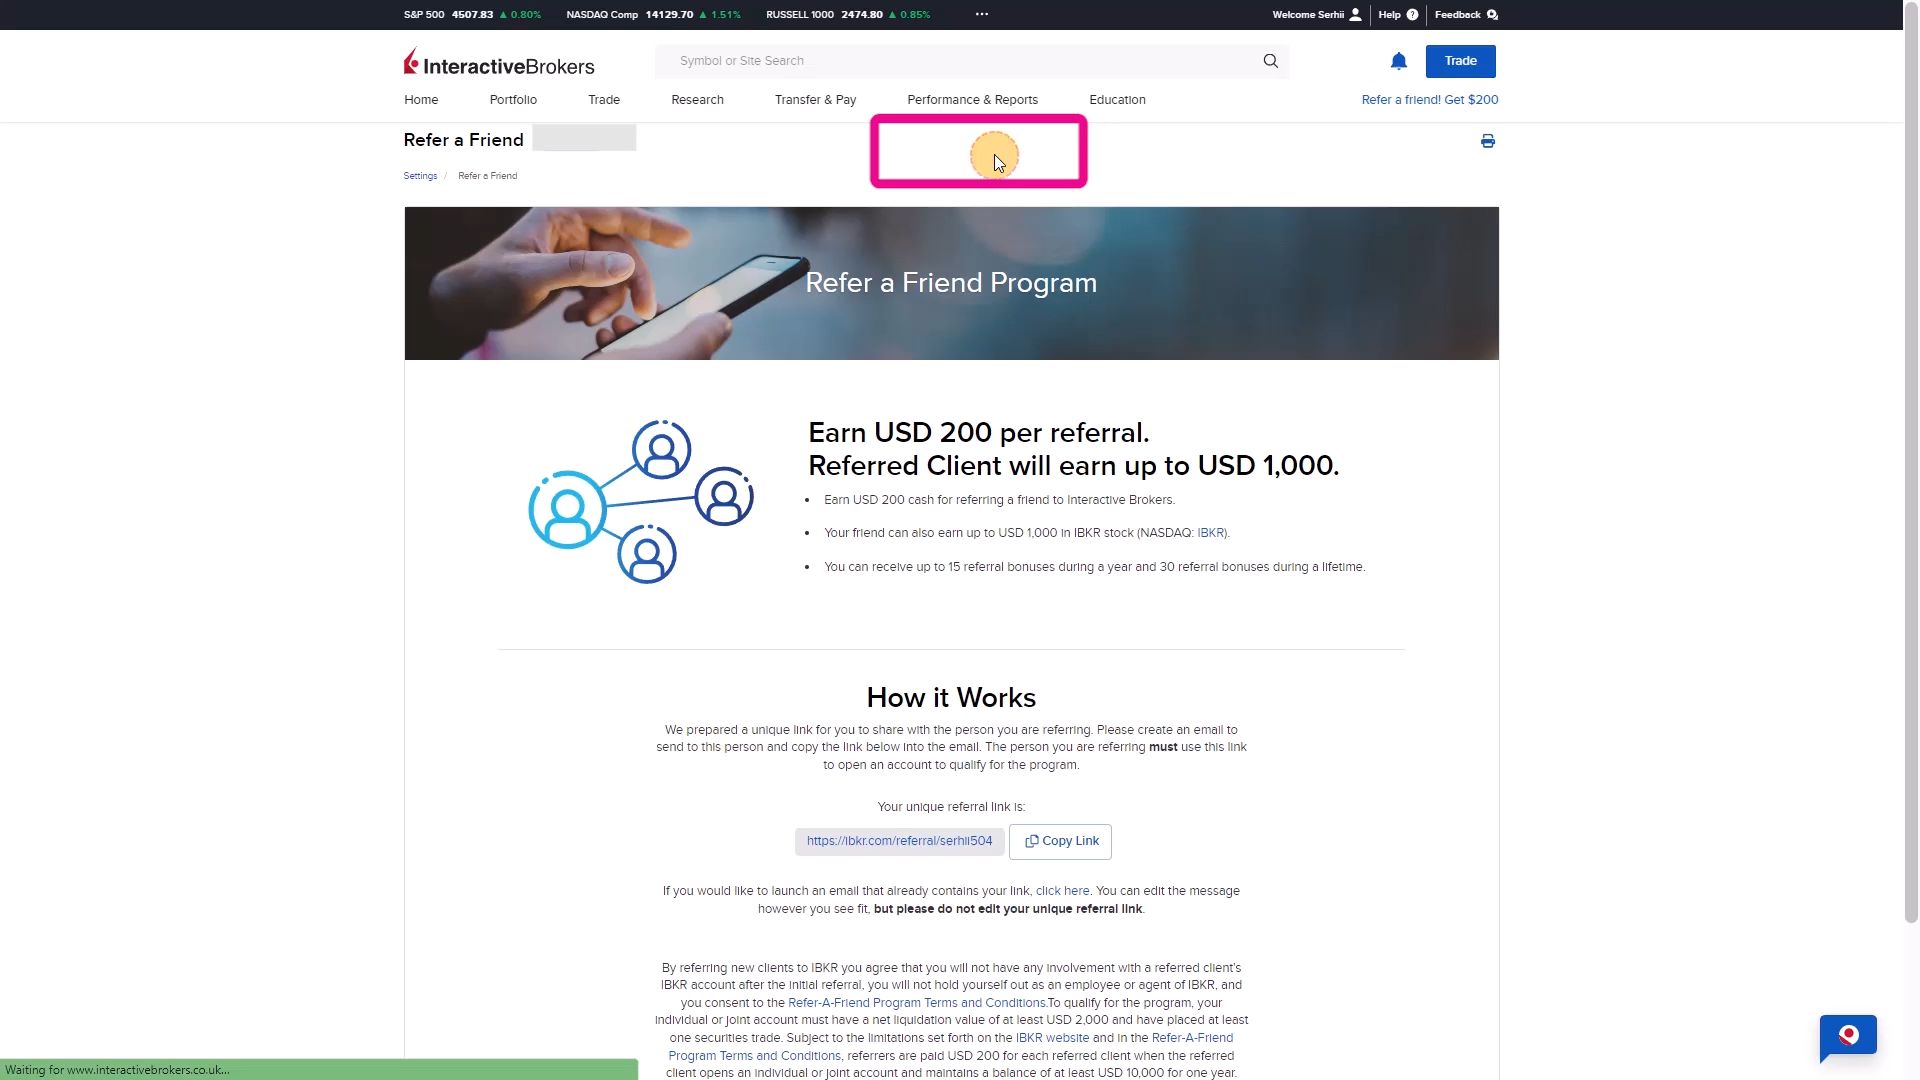 S&P 500 4507.83 ▲ 0.80% NASDAQ Comp 14129.70 ▲ 1.51% RUSSELL 1000 2474.80 ▲ 0.85% ••• Welcome Serhii Help ? Feedback
InteractiveBrokers Symbol or Site Search Trade
Home Portfolio Trade Research Transfer & Pay Performance & Reports Education Refer a friend! Get $200
Refer a Friend
Settings / Refer a Friend
Refer a Friend Program
Earn USD 200 per referral.
Referred Client will earn up to USD 1,000.
• Earn USD 200 cash for referring a friend to Interactive Brokers.
• Your friend can also earn up to USD 1,000 in IBKR stock (NASDAQ: IBKR).
• You can receive up to 15 referral bonuses during a year and 30 referral bonuses during a lifetime.
How it Works
We prepared a unique link for you to share with the person you are referring. Please create an email to
send to this person and copy the link below into the email. The person you are referring must use this link
to open an account to qualify for the program.
Your unique referral link is:
https://ibkr.com/referral/serhii504 Copy Link
If you would like to launch an email that already contains your link, click here. You can edit the message
however you see fit, but please do not edit your unique referral link.
By referring new clients to IBKR you agree that you will not have any involvement with a referred client's
IBKR account after the initial referral, you will not hold yourself out as an employee or agent of IBKR, and
you consent to the Refer-A-Friend Program Terms and Conditions.To qualify for the program, your
individual or joint account must have a net liquidation value of at least USD 2,000 and have placed at least
one securities trade. Subject to the limitations set forth on the IBKR website and in the Refer-A-Friend
Program Terms and Conditions, referrers are paid USD 200 for each referred client when the referred
client opens an individual or joint account and maintains a balance of at least USD 10,000 for one year.
Waiting for www.interactivebrokers.co.uk...